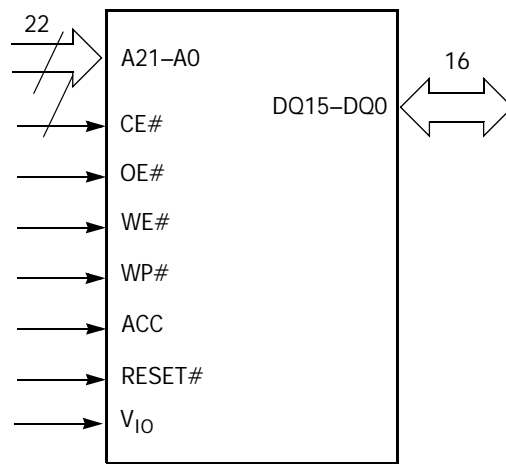 22
A21–A0
16
DQ15–DQ0
CE#
OE#
WE#
WP#
ACC
RESET#
VIO